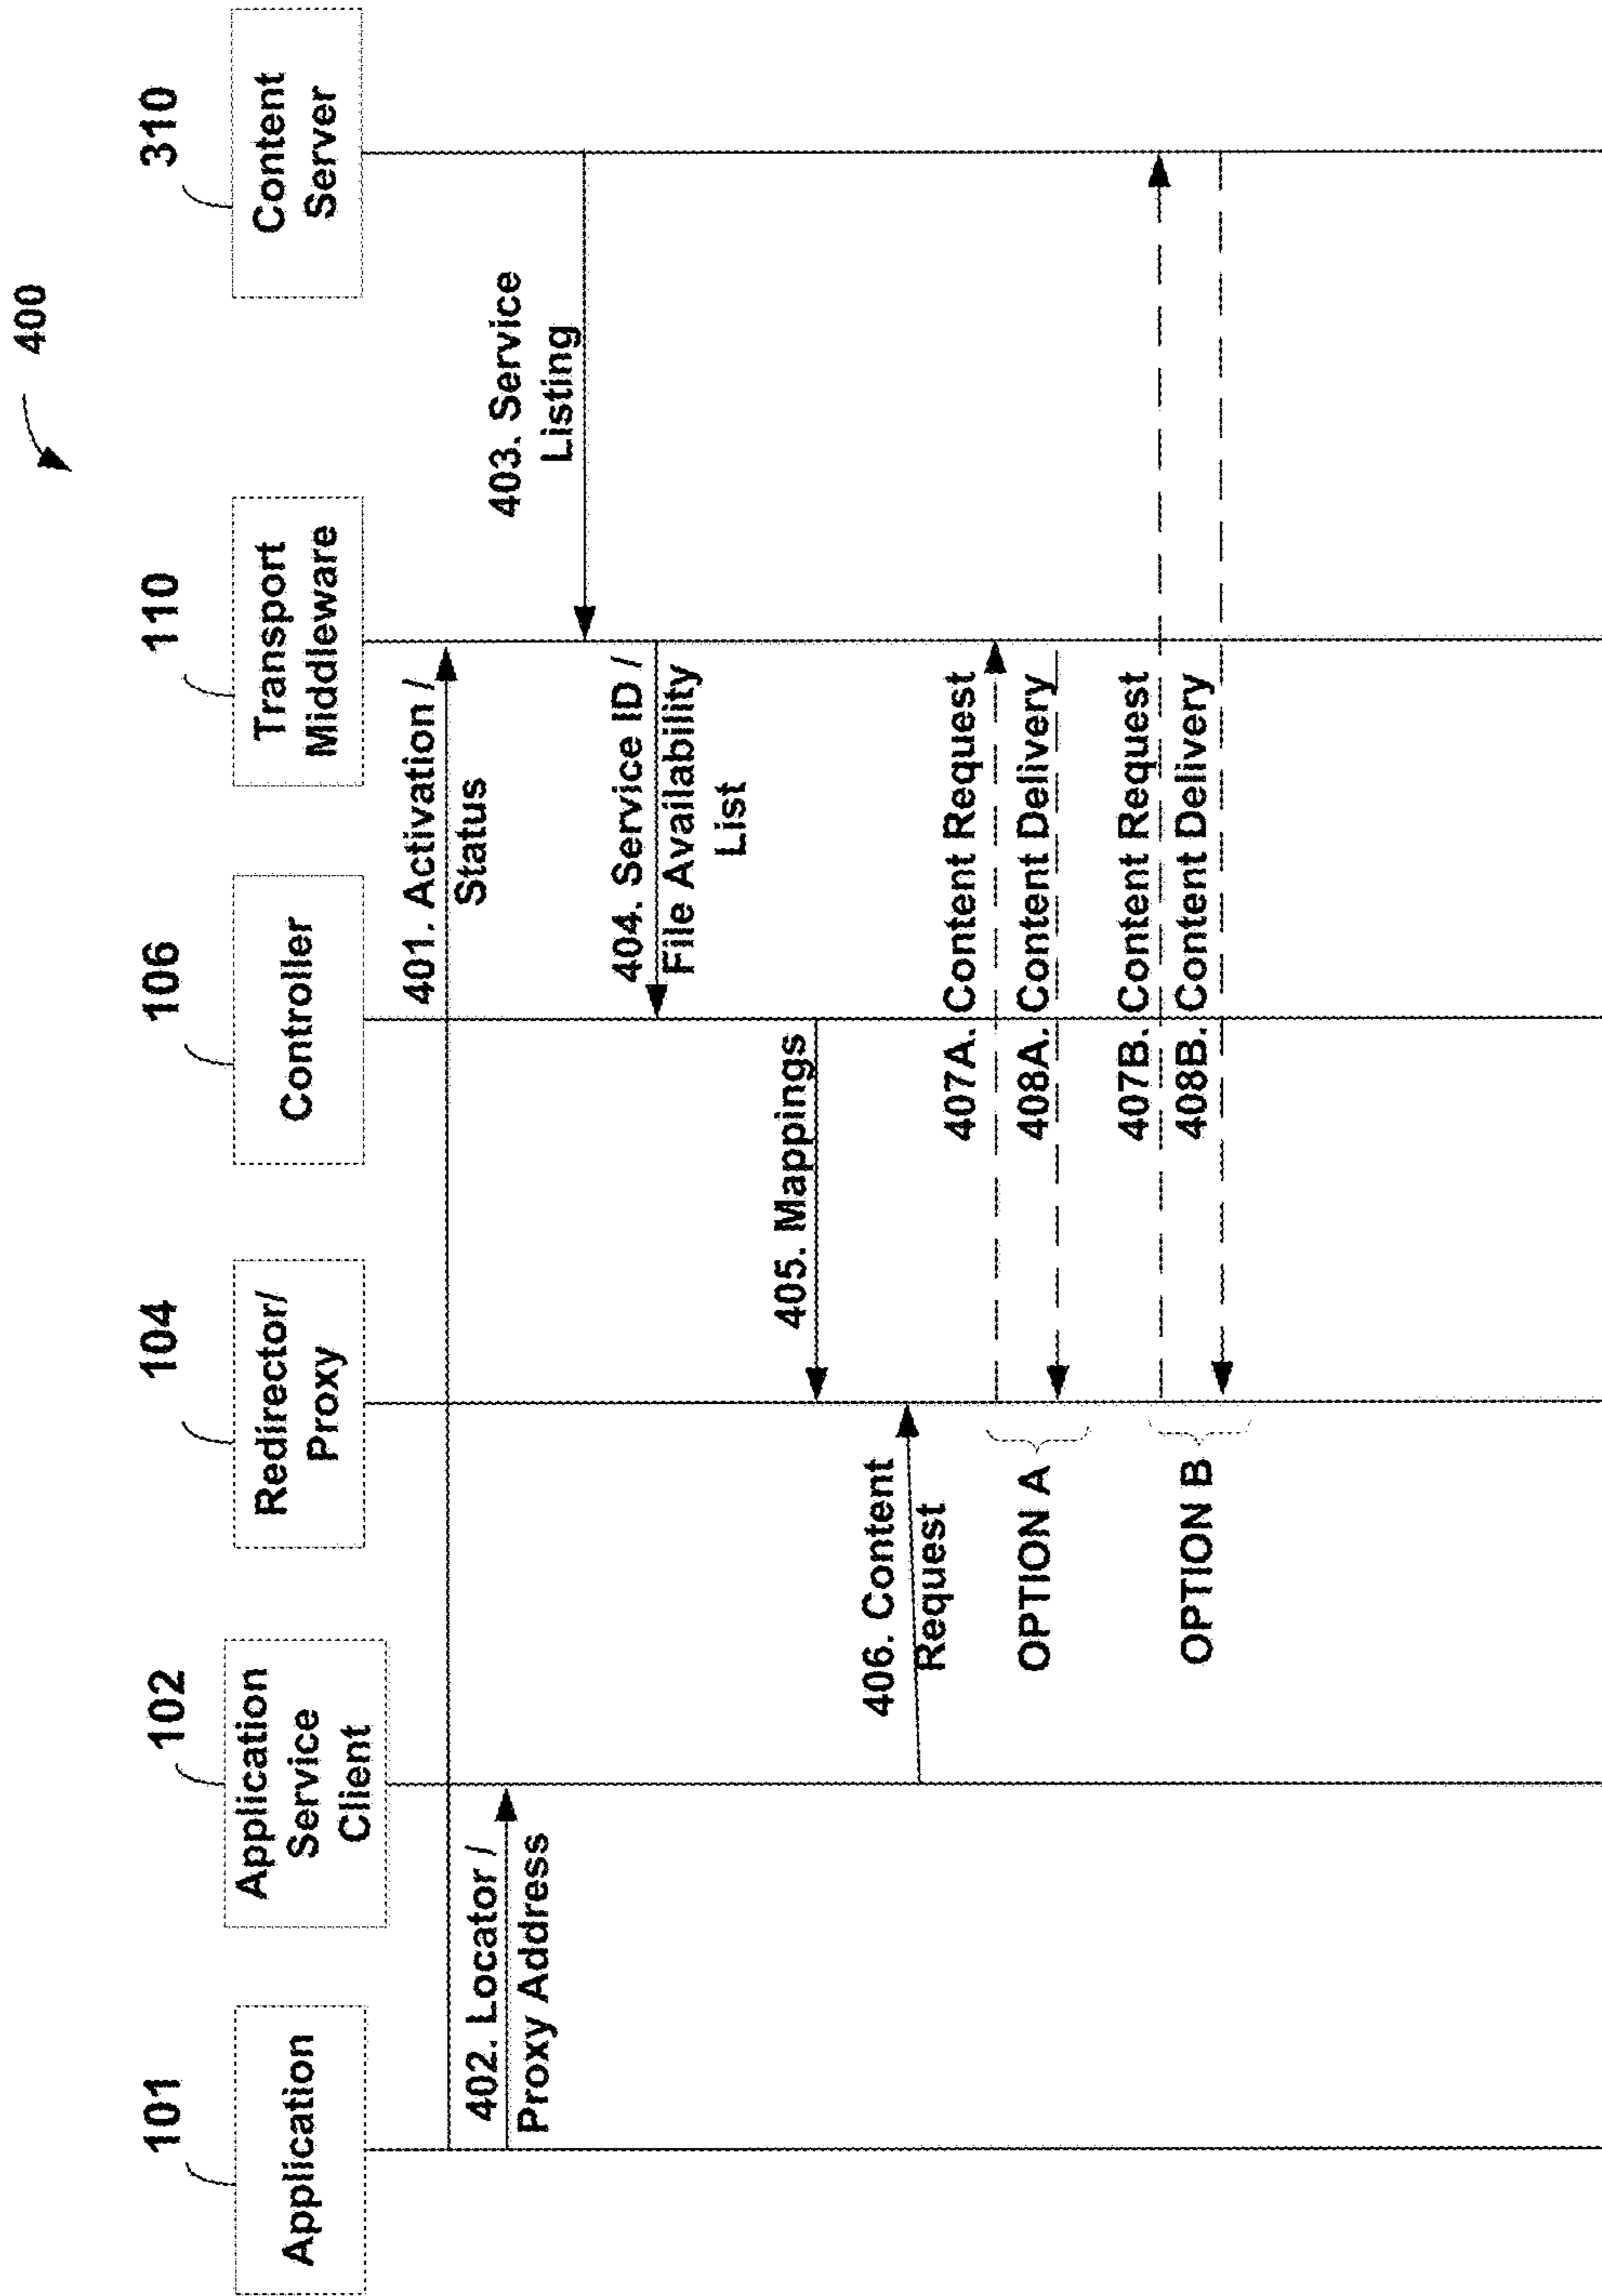 400
101
102
104
106
110
310
Application
Application
Service
Client
Redirector/
Proxy
Controller
Transport
Middleware
Content
Server
401. Activation /
Status
402. Locator /
Proxy Address
403. Service
Listing
404. Service ID /
File Availability
List
405. Mappings
406. Content
Request
OPTION A
407A. Content Request
408A. Content Delivery
OPTION B
407B. Content Request
408B. Content Delivery